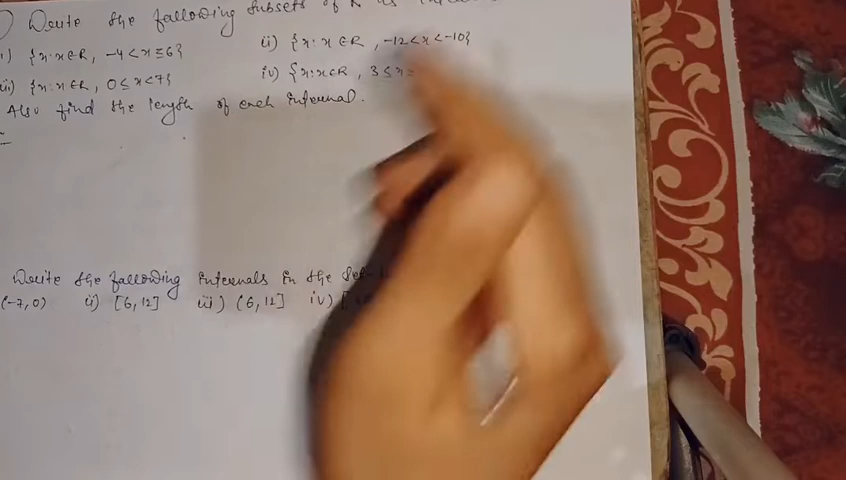 ) Write the following subsets of R as
i) {x:x∈R, -4<x≤6} ii) {x:x∈R, -12<x<-10}
iii) {x:x∈R, 0≤x<7} iv) {x:x∈R, 3≤x≤
Also find the length of each interval.
Write the following intervals in the Set-
(-7,0) ii) [6,12] iii) (6,12] iv) [